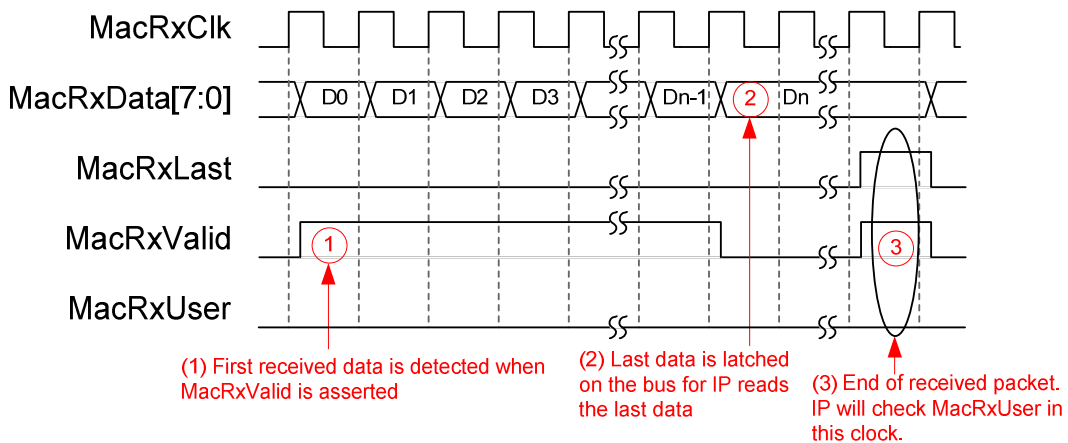 MacRxClk
MacRxData[7:0]
D0 D1 D2 D3 Dn-1 2 Dn
MacRxLast
MacRxValid
1 3
MacRxUser
(1) First received data is detected when
MacRxValid is asserted
(2) Last data is latched
on the bus for IP reads
the last data
(3) End of received packet.
IP will check MacRxUser in
this clock.